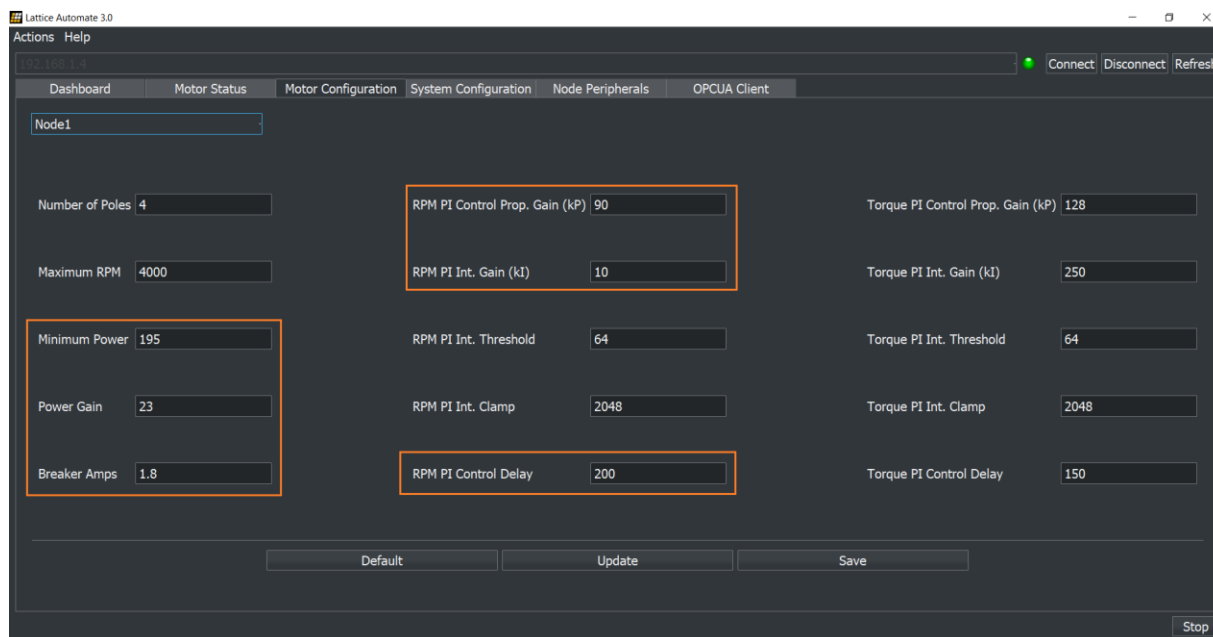 Lattice Automate 3.0
Actions Help
192.168.1.4
Connect Disconnect Refresh
Dashboard Motor Status Motor Configuration System Configuration Node Peripherals OPCUA Client
Node1
Number of Poles 4 RPM PI Control Prop. Gain (kP) 90 Torque PI Control Prop. Gain (kP) 128
Maximum RPM 4000 RPM PI Int. Gain (kI) 10 Torque PI Int. Gain (kI) 250
Minimum Power 195 RPM PI Int. Threshold 64 Torque PI Int. Threshold 64
Power Gain 23 RPM PI Int. Clamp 2048 Torque PI Int. Clamp 2048
Breaker Amps 1.8 RPM PI Control Delay 200 Torque PI Control Delay 150
Default Update Save
Stop